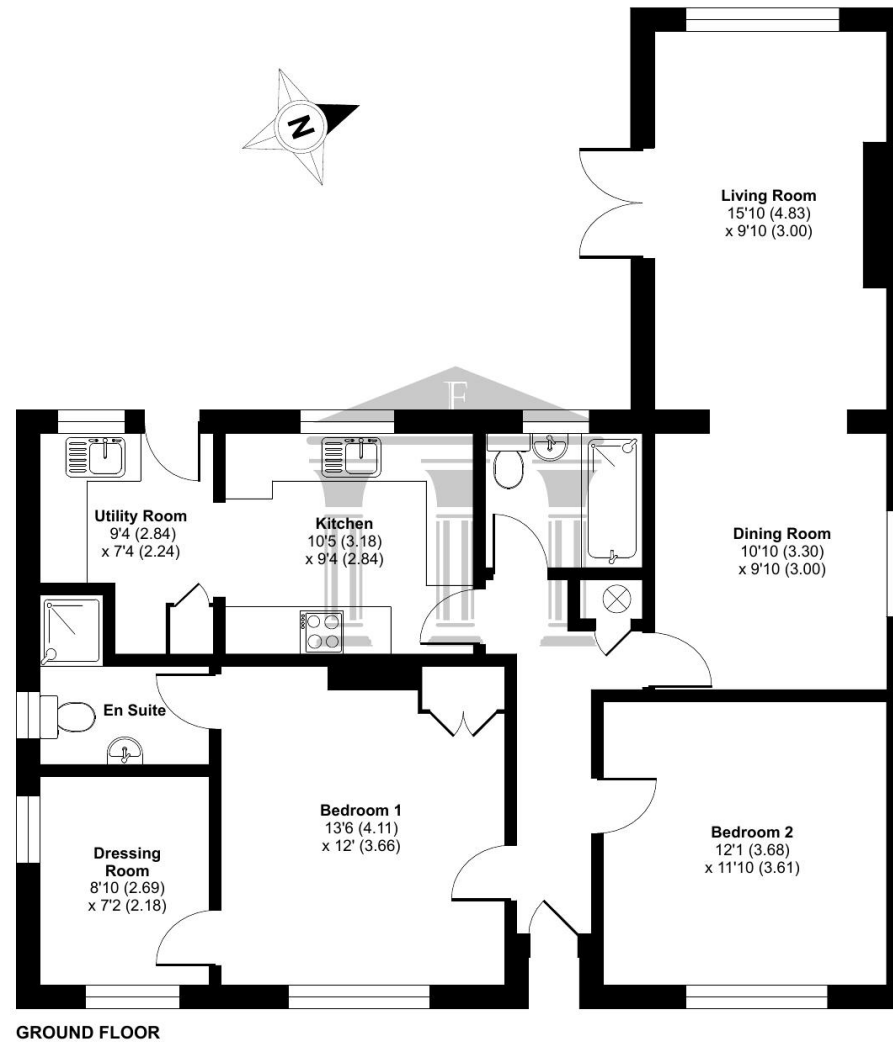 N
Living Room
15'10 (4.83)
x 9'10 (3.00)
F
Utility Room
9'4 (2.84)
x 7'4 (2.24)
Kitchen
10'5 (3.18)
x 9'4 (2.84)
Dining Room
10'10 (3.30)
x 9'10 (3.00)
En Suite
Bedroom 1
13'6 (4.11)
x 12' (3.66)
Bedroom 2
12'1 (3.68)
x 11'10 (3.61)
Dressing
Room
8'10 (2.69)
x 7'2 (2.18)
GROUND FLOOR